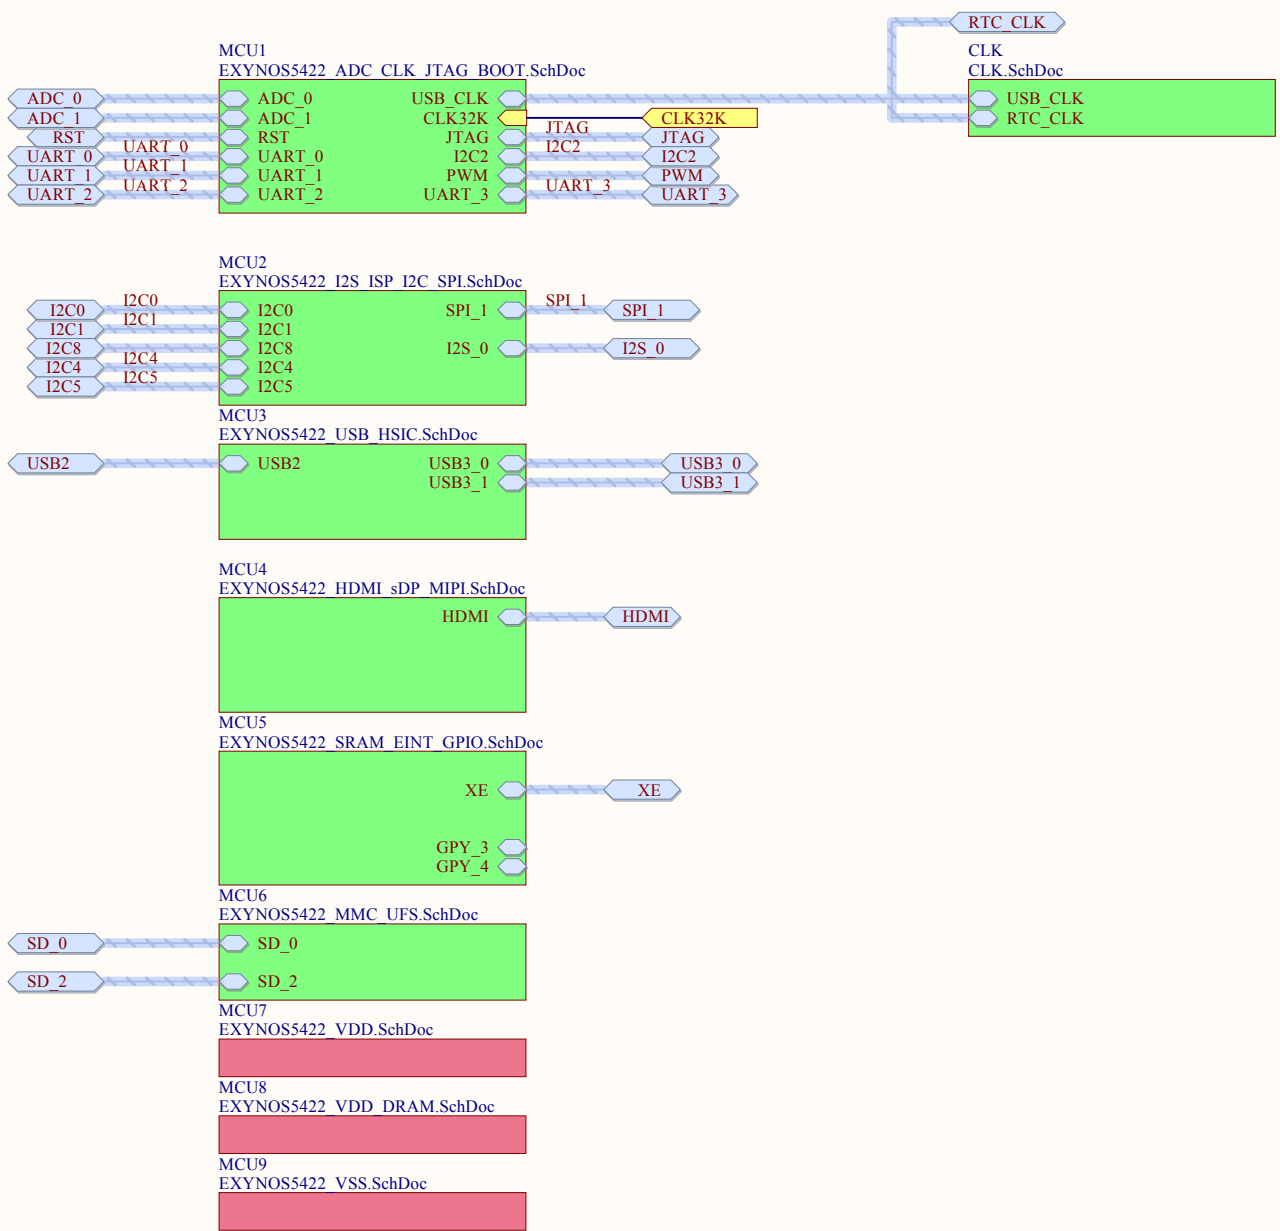 RTC_CLK
MCU1
EXYNOS5422_ADC_CLK_JTAG_BOOT.SchDoc
CLK
CLK.SchDoc
ADC_0 ADC_0 USB_CLK USB_CLK
ADC_1 ADC_1 CLK32K CLK32K RTC_CLK
RST RST JTAG JTAG JTAG
UART_0 UART_0 UART_0 I2C2 I2C2 I2C2
UART_1 UART_1 UART_1 PWM PWM
UART_2 UART_2 UART_2 UART_3 UART_3 UART_3
MCU2
EXYNOS5422_I2S_ISP_I2C_SPI.SchDoc
I2C0 I2C0 I2C0 SPI_1 SPI_1 SPI_1
I2C1 I2C1 I2C1
I2C8 I2C8 I2S_0 I2S_0
I2C4 I2C4 I2C4
I2C5 I2C5 I2C5
MCU3
EXYNOS5422_USB_HSIC.SchDoc
USB2 USB2 USB3_0 USB3_0
USB3_1 USB3_1
MCU4
EXYNOS5422_HDMI_sDP_MIPI.SchDoc
HDMI HDMI
MCU5
EXYNOS5422_SRAM_EINT_GPIO.SchDoc
XE XE
GPY_3
GPY_4
MCU6
EXYNOS5422_MMC_UFS.SchDoc
SD_0 SD_0
SD_2 SD_2
MCU7
EXYNOS5422_VDD.SchDoc
MCU8
EXYNOS5422_VDD_DRAM.SchDoc
MCU9
EXYNOS5422_VSS.SchDoc